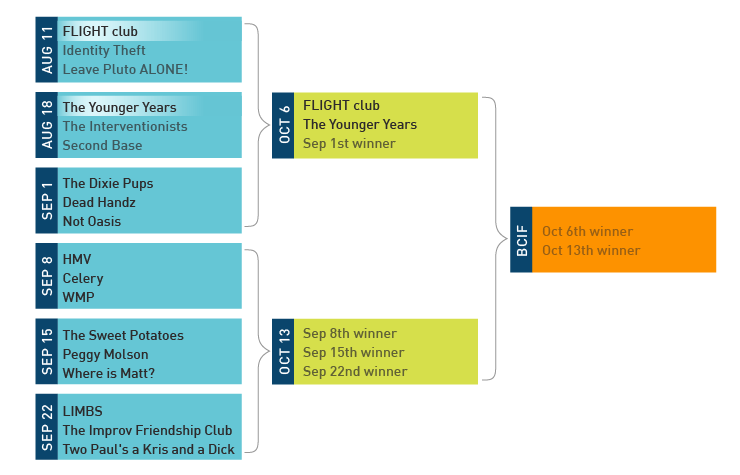 AUG 11
FLIGHT club
Identity Theft
Leave Pluto ALONE!
AUG 18
The Younger Years
The Interventionists
Second Base
SEP 1
The Dixie Pups
Dead Handz
Not Oasis
SEP 8
HMV
Celery
WMP
SEP 15
The Sweet Potatoes
Peggy Molson
Where is Matt?
SEP 22
LIMBS
The Improv Friendship Club
Two Paul's a Kris and a Dick
OCT 6
FLIGHT club
The Younger Years
Sep 1st winner
OCT 13
Sep 8th winner
Sep 15th winner
Sep 22nd winner
BCIF
Oct 6th winner
Oct 13th winner